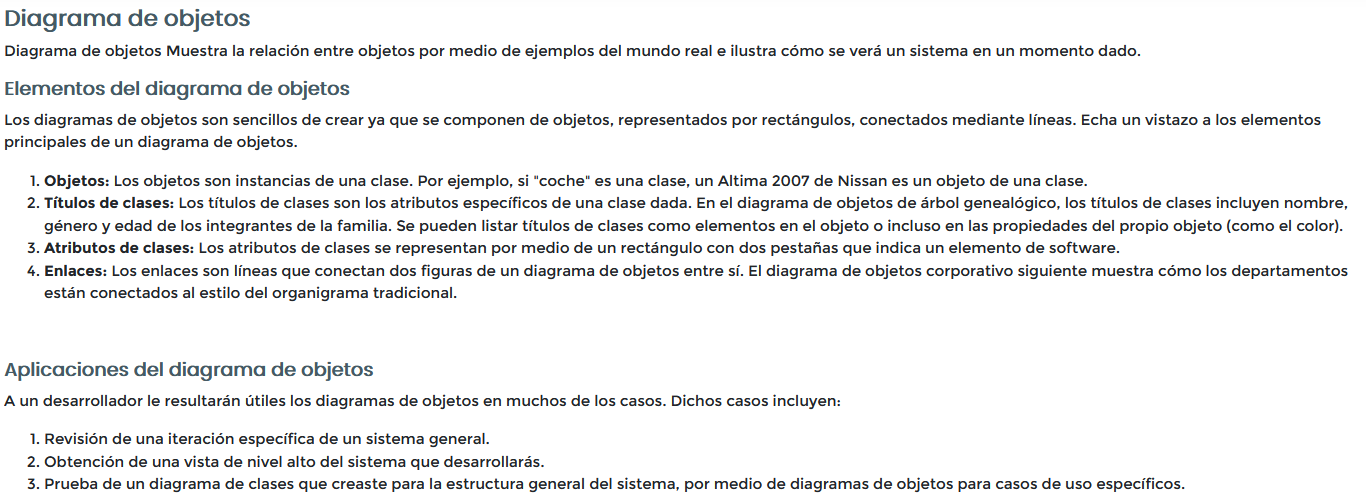 Diagrama de objetos
Diagrama de objetos Muestra la relación entre objetos por medio de ejemplos del mundo real e ilustra cómo se verá un sistema en un momento dado.
Elementos del diagrama de objetos
Los diagramas de objetos son sencillos de crear ya que se componen de objetos, representados por rectángulos, conectados mediante líneas. Echa un vistazo a los elementos
principales de un diagrama de objetos.
1. Objetos: Los objetos son instancias de una clase. Por ejemplo, si "coche" es una clase, un Altima 2007 de Nissan es un objeto de una clase.
2. Títulos de clases: Los títulos de clases son los atributos específicos de una clase dada. En el diagrama de objetos de árbol genealógico, los títulos de clases incluyen nombre,
género y edad de los integrantes de la familia. Se pueden listar títulos de clases como elementos en el objeto o incluso en las propiedades del propio objeto (como el color).
3. Atributos de clases: Los atributos de clases se representan por medio de un rectángulo con dos pestañas que indica un elemento de software.
4. Enlaces: Los enlaces son líneas que conectan dos figuras de un diagrama de objetos entre sí. El diagrama de objetos corporativo siguiente muestra cómo los departamentos
están conectados al estilo del organigrama tradicional.
Aplicaciones del diagrama de objetos
A un desarrollador le resultarán útiles los diagramas de objetos en muchos de los casos. Dichos casos incluyen:
1. Revisión de una iteración específica de un sistema general.
2. Obtención de una vista de nivel alto del sistema que desarrollarás.
3. Prueba de un diagrama de clases que creaste para la estructura general del sistema, por medio de diagramas de objetos para casos de uso específicos.